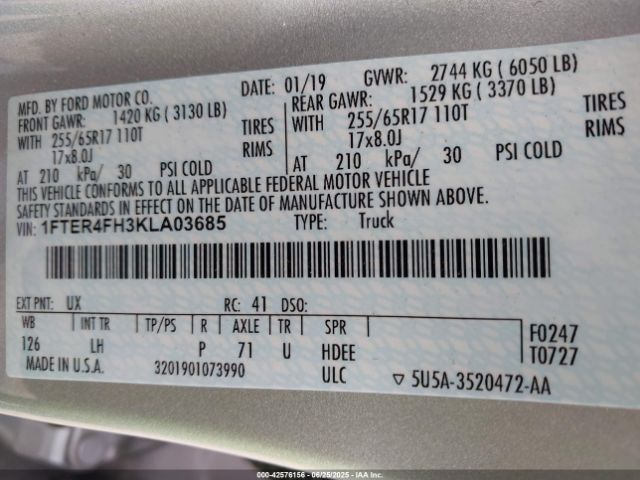 MFD. BY FORD MOTOR CO. DATE: 01/19 GVWR: 2744 KG ( 6050 LB)
FRONT GAWR: 1420 KG ( 3130 LB) REAR GAWR: 1529 KG ( 3370 LB)
WITH 255/65R17 110T TIRES WITH 255/65R17 110T TIRES
17x8.0J RIMS 17x8.0J RIMS
AT 210 kPa/ 30 PSI COLD AT 210 kPa/ 30 PSI COLD
THIS VEHICLE CONFORMS TO ALL APPLICABLE FEDERAL MOTOR VEHICLE
SAFETY STANDARDS IN EFFECT ON THE DATE OF MANUFACTURE SHOWN ABOVE.
VIN: 1FTER4FH3KLA03685 TYPE: Truck
EXT PNT: UX RC: 41 DSO:
WB INT TR TP/PS R AXLE TR SPR F0247
126 LH P 71 U HDEE T0727
MADE IN U.S.A. 3201901073990 ULC ▽ 5U5A-3520472-AA
000-42576156 - 06/25/2025 - IAAI, Inc.